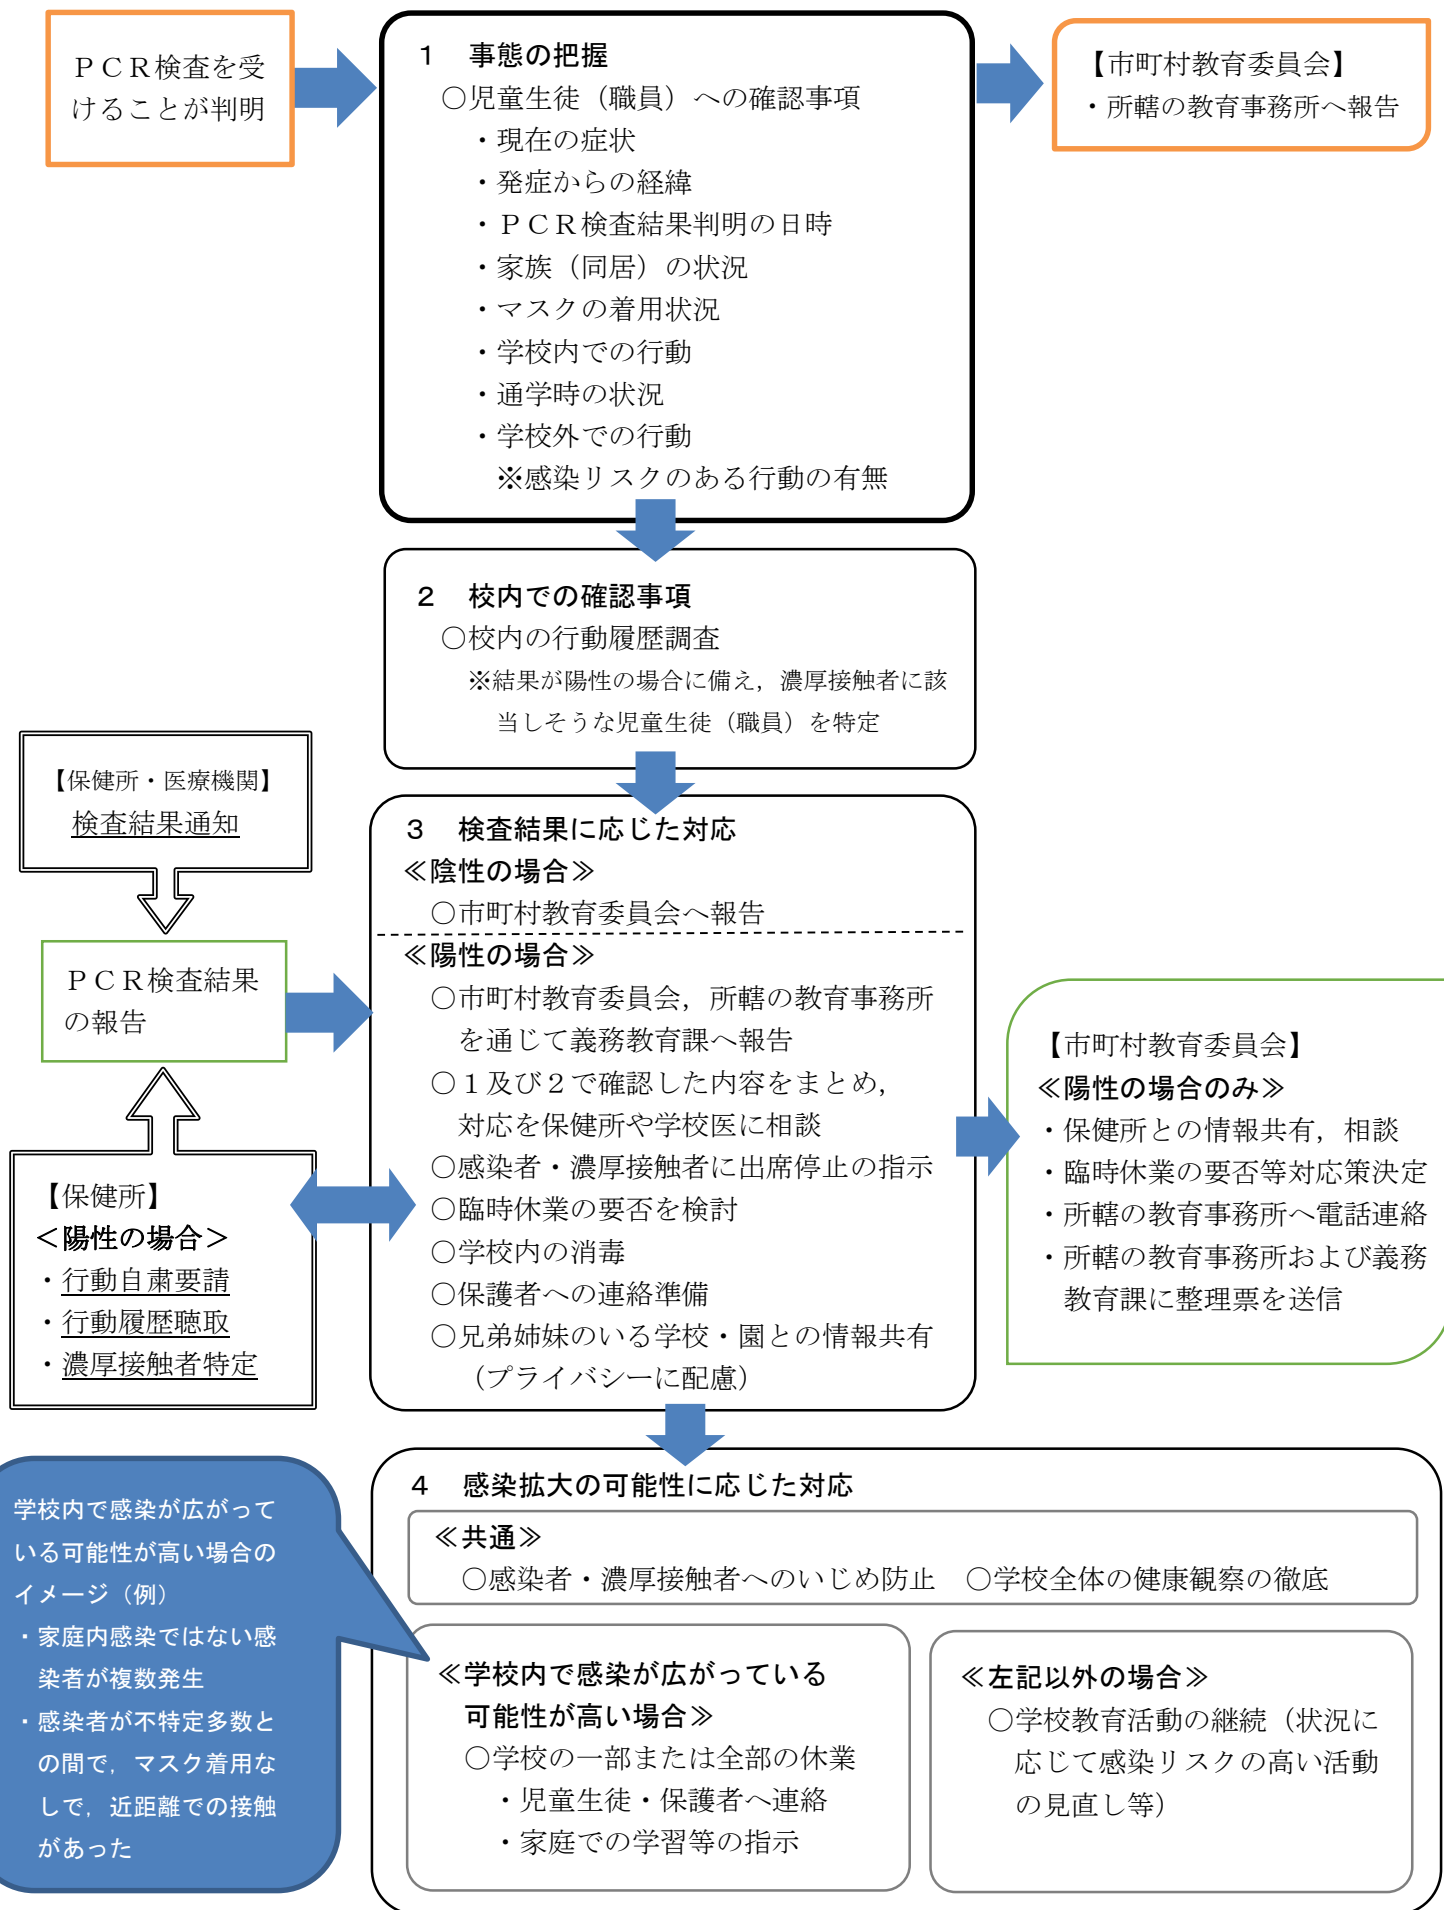 ＰＣＲ検査を受
けることが判明
１　事態の把握
○児童生徒（職員）への確認事項
・現在の症状
・発症からの経緯
・ＰＣＲ検査結果判明の日時
・家族（同居）の状況
・マスクの着用状況
・学校内での行動
・通学時の状況
・学校外での行動
※感染リスクのある行動の有無
【市町村教育委員会】
・所轄の教育事務所へ報告
２　校内での確認事項
○校内の行動履歴調査
※結果が陽性の場合に備え，濃厚接触者に該
当しそうな児童生徒（職員）を特定
【保健所・医療機関】
検査結果通知
ＰＣＲ検査結果
の報告
【保健所】
＜陽性の場合＞
・行動自粛要請
・行動履歴聴取
・濃厚接触者特定
３　検査結果に応じた対応
≪陰性の場合≫
○市町村教育委員会へ報告
≪陽性の場合≫
○市町村教育委員会，所轄の教育事務所
を通じて義務教育課へ報告
○１及び２で確認した内容をまとめ，
対応を保健所や学校医に相談
○感染者・濃厚接触者に出席停止の指示
○臨時休業の要否を検討
○学校内の消毒
○保護者への連絡準備
○兄弟姉妹のいる学校・園との情報共有
（プライバシーに配慮）
【市町村教育委員会】
≪陽性の場合のみ≫
・保健所との情報共有，相談
・臨時休業の要否等対応策決定
・所轄の教育事務所へ電話連絡
・所轄の教育事務所および義務
教育課に整理票を送信
学校内で感染が広がって
いる可能性が高い場合の
イメージ（例）
・家庭内感染ではない感
染者が複数発生
・感染者が不特定多数と
の間で，マスク着用な
しで，近距離での接触
があった
４　感染拡大の可能性に応じた対応
≪共通≫
○感染者・濃厚接触者へのいじめ防止　○学校全体の健康観察の徹底
≪学校内で感染が広がっている
可能性が高い場合≫
○学校の一部または全部の休業
・児童生徒・保護者へ連絡
・家庭での学習等の指示
≪左記以外の場合≫
○学校教育活動の継続（状況に
応じて感染リスクの高い活動
の見直し等）